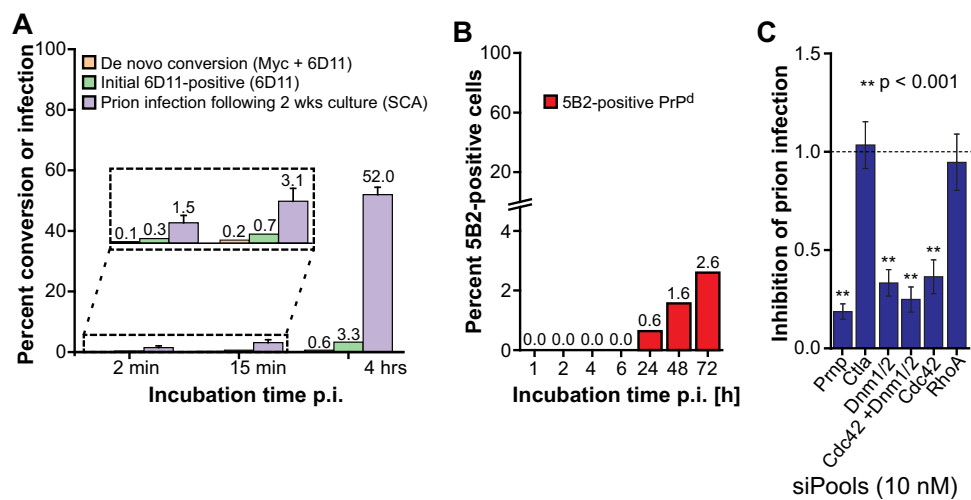 A
Percent conversion or infection
100
80
60
40
20
0
De novo conversion (Myc + 6D11)
Initial 6D11-positive (6D11)
Prion infection following 2 wks culture (SCA)
0.1 0.3 1.5 0.2 0.7 3.1
0.6 3.3 52.0
2 min 15 min 4 hrs
Incubation time p.i.
B
Percent 5B2-positive cells
100
60
20
4
2
0
5B2-positive PrPd
0.0 0.0 0.0 0.0 0.6 1.6 2.6
1 2 4 6 24 48 72
Incubation time p.i. [h]
C
Inhibition of prion infection
1.5
1.0
0.5
0.0
** p < 0.001
** ** ** **
Prnp
Ctla
Dnm1/2
Cdc42 +Dnm1/2
Cdc42
RhoA
siPools (10 nM)